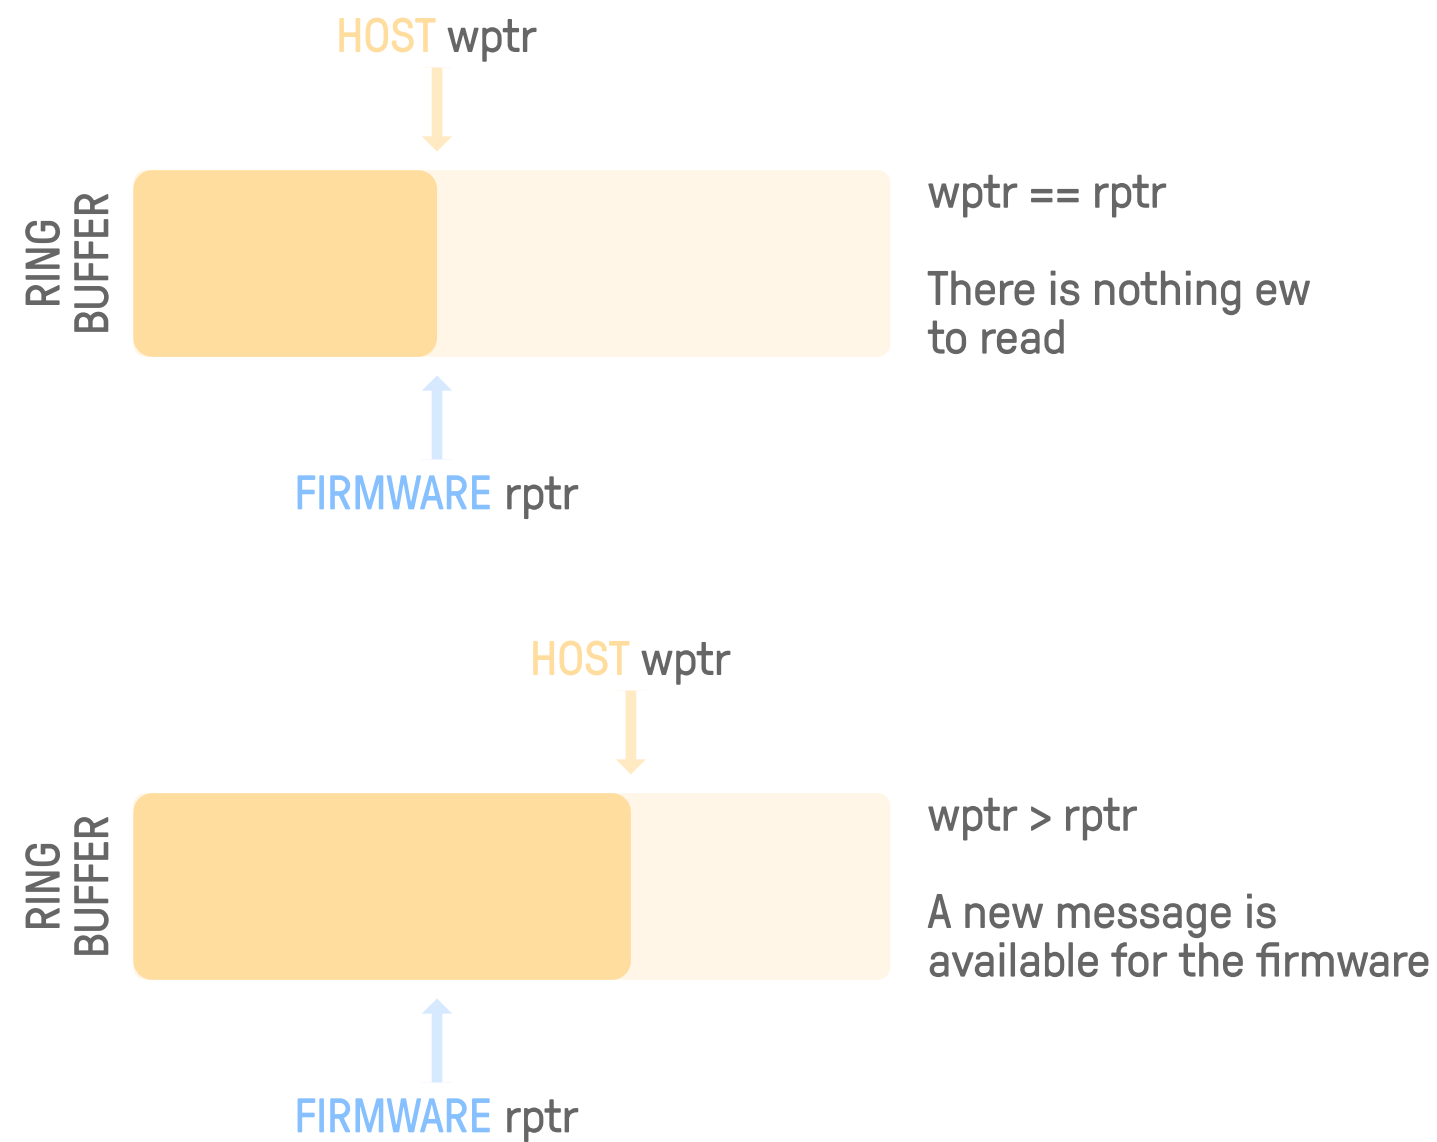 HOST wptr
RING
BUFFER
wptr == rptr
There is nothing ew
to read
FIRMWARE rptr
HOST wptr
RING
BUFFER
wptr > rptr
A new message is
available for the firmware
FIRMWARE rptr